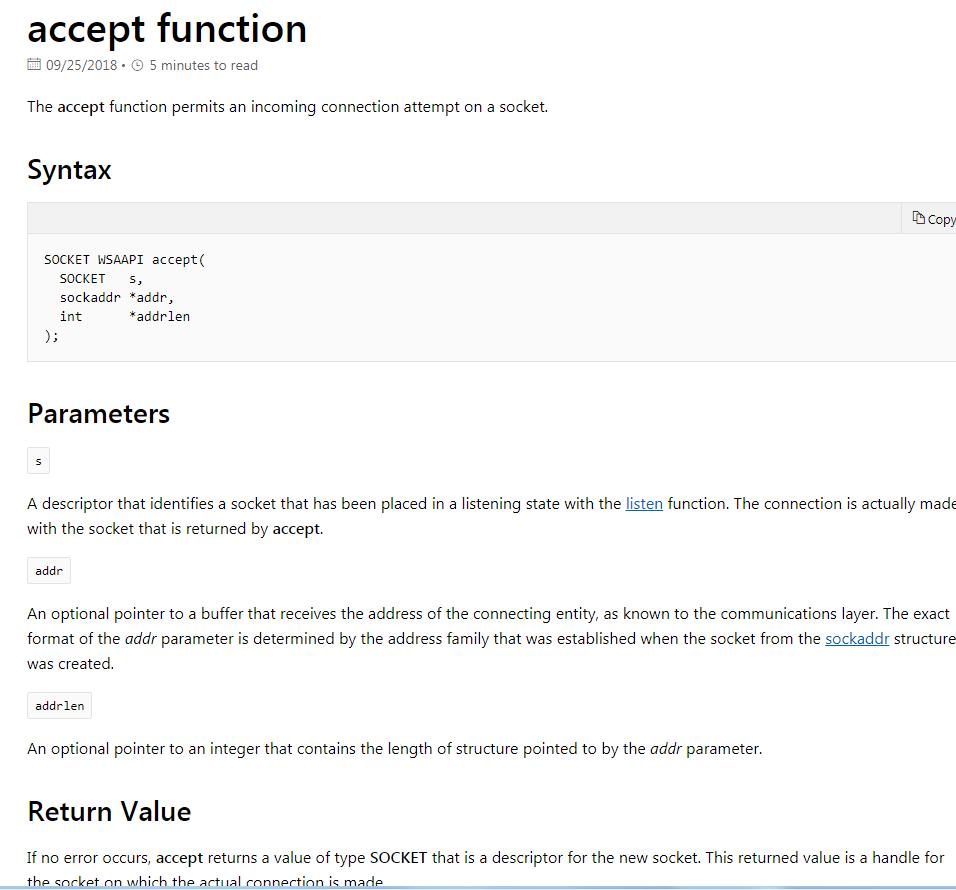 accept function
09/25/2018 • 5 minutes to read
The accept function permits an incoming connection attempt on a socket.
Syntax
Copy
SOCKET WSAAPI accept(
  SOCKET   s,
  sockaddr *addr,
  int      *addrlen
);
Parameters
s
A descriptor that identifies a socket that has been placed in a listening state with the listen function. The connection is actually made
with the socket that is returned by accept.
addr
An optional pointer to a buffer that receives the address of the connecting entity, as known to the communications layer. The exact
format of the addr parameter is determined by the address family that was established when the socket from the sockaddr structure
was created.
addrlen
An optional pointer to an integer that contains the length of structure pointed to by the addr parameter.
Return Value
If no error occurs, accept returns a value of type SOCKET that is a descriptor for the new socket. This returned value is a handle for
the socket on which the actual connection is made.